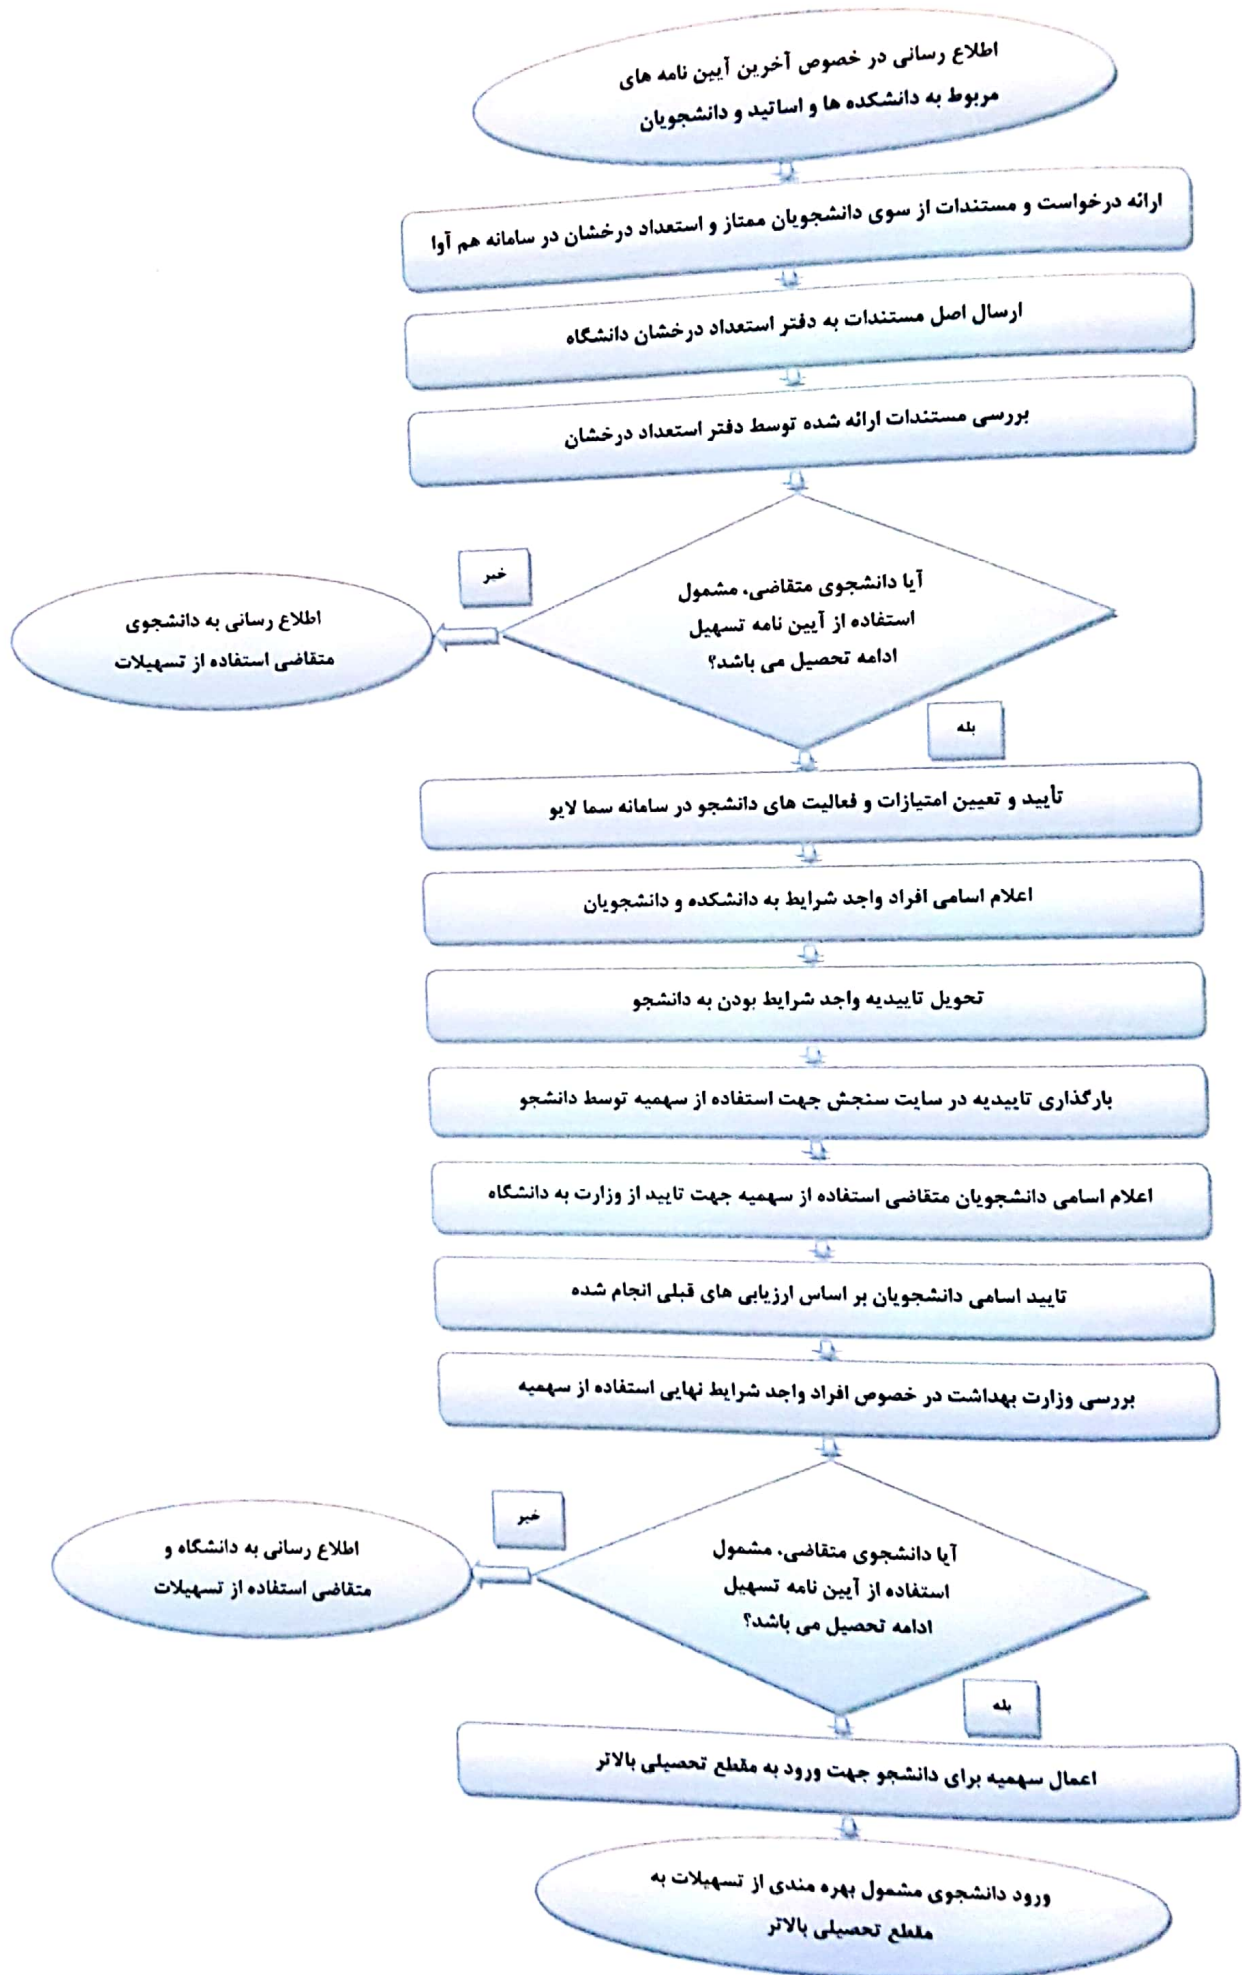 اطلاع رسانی در خصوص آخرین آیین نامه های
مربوط به دانشکده ها و اساتید و دانشجویان
ارائه درخواست و مستندات از سوی دانشجویان ممتاز و استعداد درخشان در سامانه هم آوا
ارسال اصل مستندات به دفتر استعداد درخشان دانشگاه
بررسی مستندات ارائه شده توسط دفتر استعداد درخشان
آیا دانشجوی متقاضی، مشمول
استفاده از آیین نامه تسهیل
ادامه تحصیل می باشد؟
خیر
اطلاع رسانی به دانشجوی
متقاضی استفاده از تسهیلات
بله
تأیید و تعیین امتیازات و فعالیت های دانشجو در سامانه سما لایو
اعلام اسامی افراد واجد شرایط به دانشکده و دانشجویان
تحویل تاییدیه واجد شرایط بودن به دانشجو
بارگذاری تاییدیه در سایت سنجش جهت استفاده از سهمیه توسط دانشجو
اعلام اسامی دانشجویان متقاضی استفاده از سهمیه جهت تایید از وزارت به دانشگاه
تایید اسامی دانشجویان بر اساس ارزیابی های قبلی انجام شده
بررسی وزارت بهداشت در خصوص افراد واجد شرایط نهایی استفاده از سهمیه
آیا دانشجوی متقاضی، مشمول
استفاده از آیین نامه تسهیل
ادامه تحصیل می باشد؟
خیر
اطلاع رسانی به دانشگاه و
متقاضی استفاده از تسهیلات
بله
اعمال سهمیه برای دانشجو جهت ورود به مقطع تحصیلی بالاتر
ورود دانشجوی مشمول بهره مندی از تسهیلات به
مقطع تحصیلی بالاتر